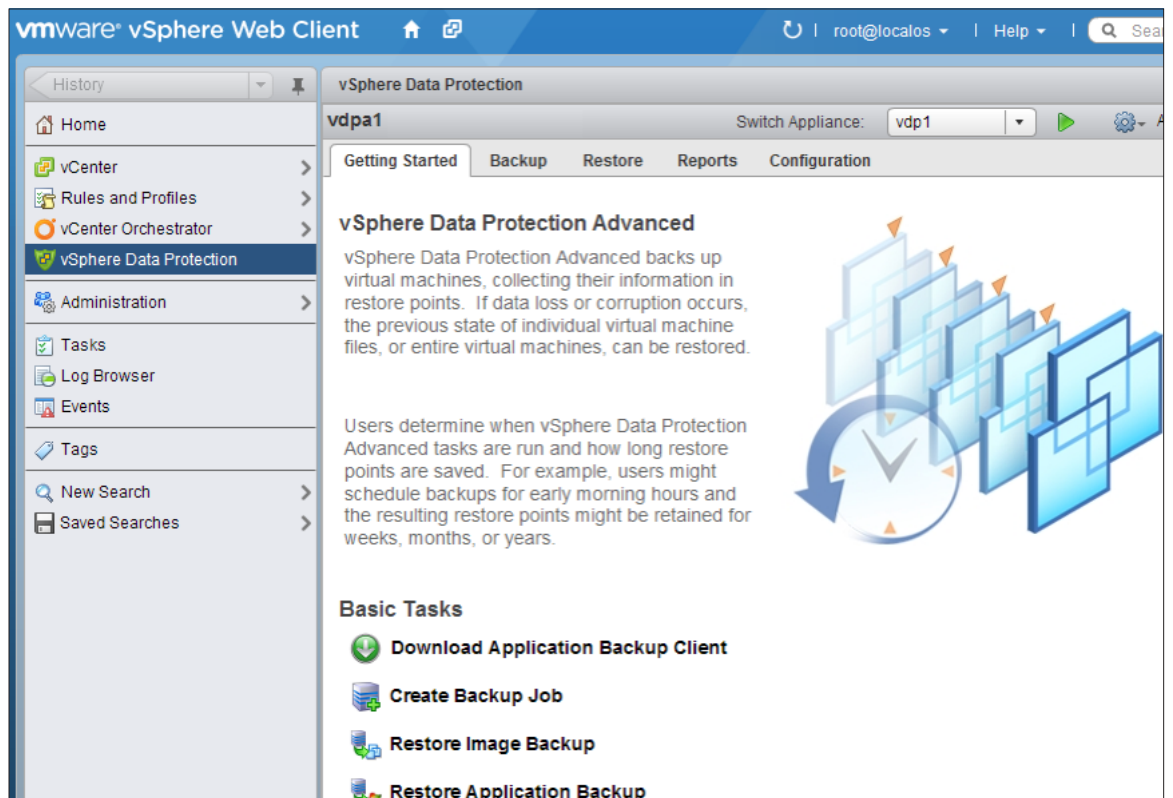 vmware® vSphere Web Client
root@localos
Help
History
Home
vCenter
Rules and Profiles
vCenter Orchestrator
vSphere Data Protection
Administration
Tasks
Log Browser
Events
Tags
New Search
Saved Searches
vSphere Data Protection
vdpa1
Switch Appliance: vdp1
Getting Started Backup Restore Reports Configuration
vSphere Data Protection Advanced
vSphere Data Protection Advanced backs up
virtual machines, collecting their information in
restore points. If data loss or corruption occurs,
the previous state of individual virtual machine
files, or entire virtual machines, can be restored.
Users determine when vSphere Data Protection
Advanced tasks are run and how long restore
points are saved. For example, users might
schedule backups for early morning hours and
the resulting restore points might be retained for
weeks, months, or years.
Basic Tasks
Download Application Backup Client
Create Backup Job
Restore Image Backup
Restore Application Backup